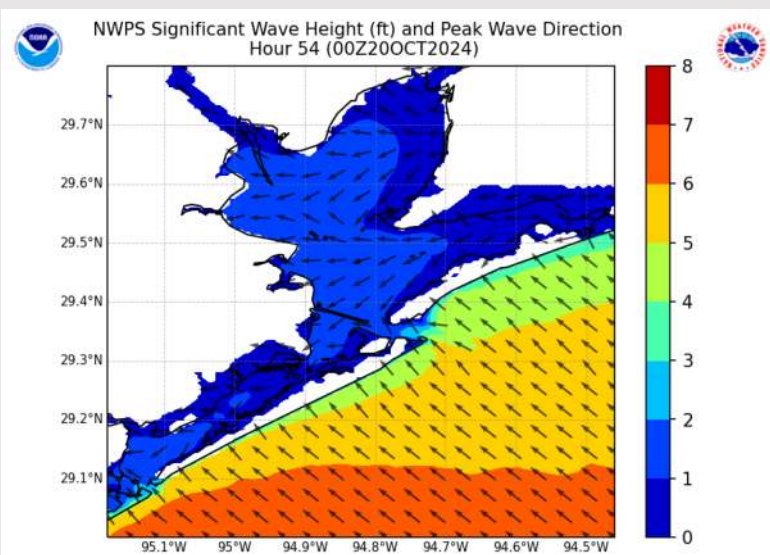 NWPS Significant Wave Height (ft) and Peak Wave Direction
Hour 54 (00Z20OCT2024)
NOAA
8
7
6
5
4
3
2
1
0
29.7°N
29.6°N
29.5°N
29.4°N
29.3°N
29.2°N
29.1°N
95.1°W 95°W 94.9°W 94.8°W 94.7°W 94.6°W 94.5°W